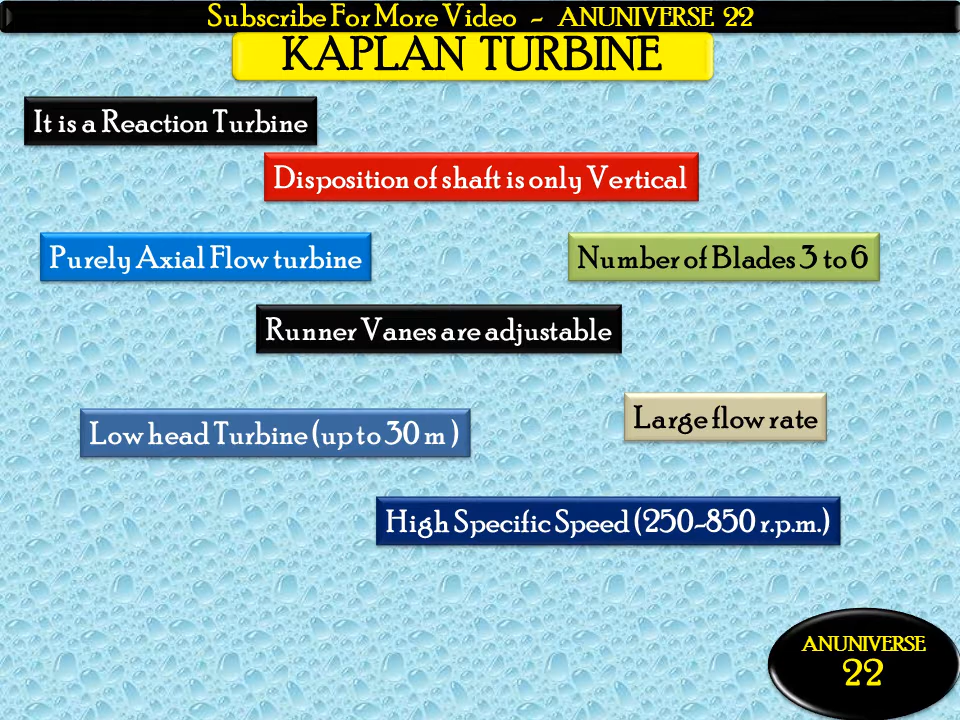 Subscribe For More Video - ANUNIVERSE 22
KAPLAN TURBINE
It is a Reaction Turbine
Disposition of shaft is only Vertical
Purely Axial Flow turbine
Number of Blades 3 to 6
Runner Vanes are adjustable
Large flow rate
Low head Turbine (up to 30 m )
High Specific Speed (250-850 r.p.m.)
ANUNIVERSE
22